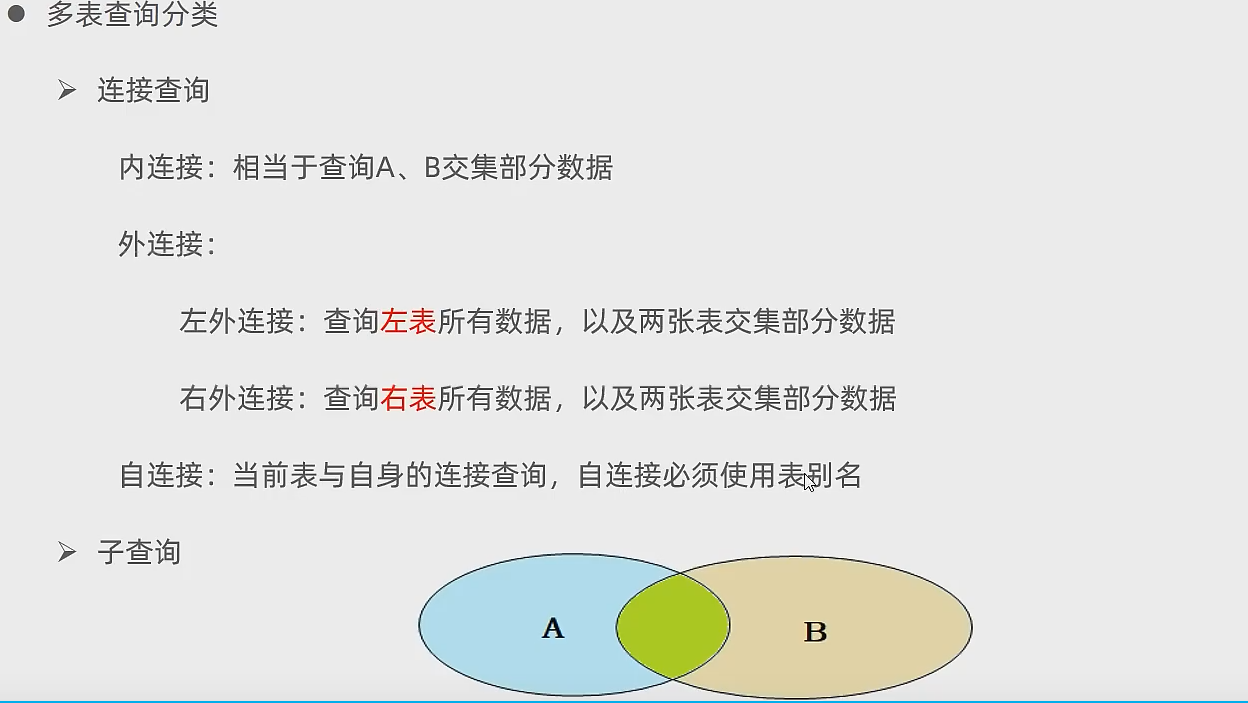 多表查询分类
连接查询
内连接：相当于查询A、B交集部分数据
外连接：
左外连接：查询左表所有数据，以及两张表交集部分数据
右外连接：查询右表所有数据，以及两张表交集部分数据
自连接：当前表与自身的连接查询，自连接必须使用表别名
子查询
A
B